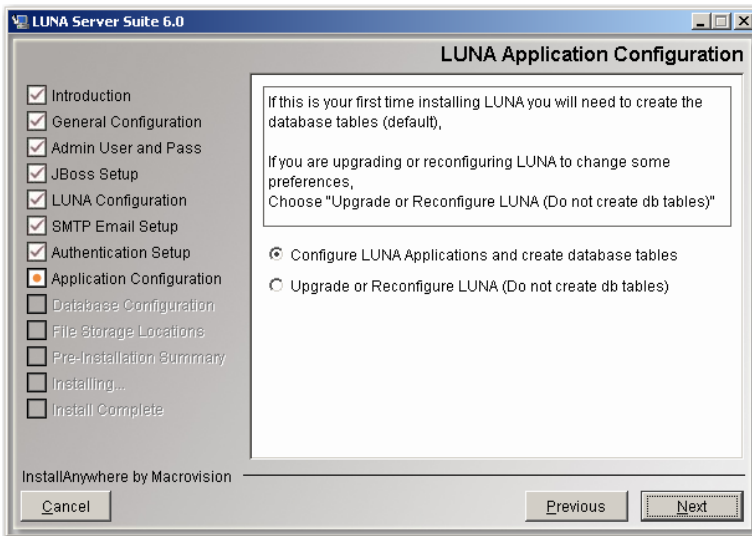 LUNA Server Suite 6.0
LUNA Application Configuration
Introduction
General Configuration
Admin User and Pass
JBoss Setup
LUNA Configuration
SMTP Email Setup
Authentication Setup
Application Configuration
Database Configuration
File Storage Locations
Pre-Installation Summary
Installing...
Install Complete
If this is your first time installing LUNA you will need to create the
database tables (default),
If you are upgrading or reconfiguring LUNA to change some
preferences,
Choose "Upgrade or Reconfigure LUNA (Do not create db tables)"
Configure LUNA Applications and create database tables
Upgrade or Reconfigure LUNA (Do not create db tables)
InstallAnywhere by Macrovision
Cancel
Previous
Next